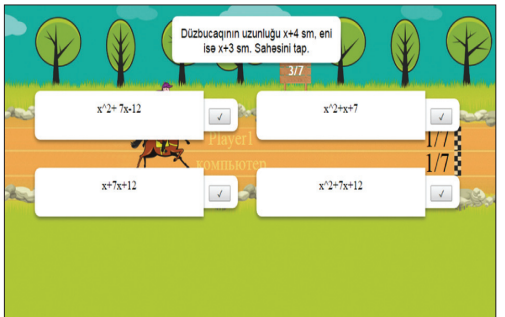 Düzbucaqının uzunluğu x+4 sm, eni
isə x+3 sm. Sahəsini tap.
3/7
x^2+ 7x-12
x^2+x+7
Player1
1/7
компьютер
1/7
x+7x+12
x^2+7x+12